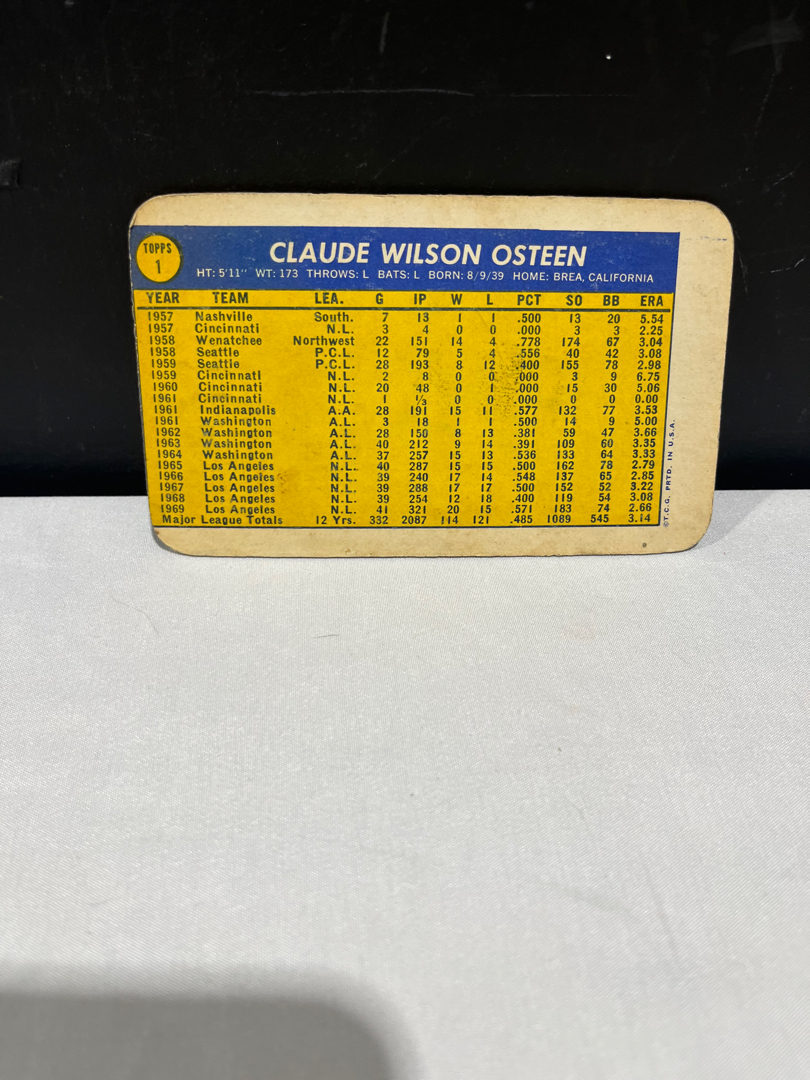 TOPPS
1
CLAUDE WILSON OSTEEN
HT: 5'11" WT: 173 THROWS: L BATS: L BORN: 8/9/39 HOME: BREA, CALIFORNIA
YEAR TEAM LEA. G IP W L PCT SO BB ERA
1957 Nashville South. 7 13 1 1 .500 13 20 5.54
1957 Cincinnati N.L. 3 4 0 0 .000 3 3 2.25
1958 Wenatchee Northwest 22 151 14 4 .778 174 67 3.04
1958 Seattle P.C.L. 12 79 5 4 .556 40 42 3.08
1959 Seattle P.C.L. 28 193 8 12 .400 155 78 2.98
1959 Cincinnati N.L. 2 8 0 0 .000 3 9 6.75
1960 Cincinnati N.L. 20 48 0 1 .000 15 30 5.06
1961 Cincinnati N.L. 1 ⅓ 0 0 .000 0 0 0.00
1961 Indianapolis A.A. 28 191 15 11 .577 132 77 3.53
1961 Washington A.L. 3 18 1 1 .500 14 9 5.00
1962 Washington A.L. 28 150 8 13 .381 59 47 3.66
1963 Washington A.L. 40 212 9 14 .391 109 60 3.35
1964 Washington A.L. 37 257 15 13 .536 133 64 3.33
1965 Los Angeles N.L. 40 287 15 15 .500 162 78 2.79
1966 Los Angeles N.L. 39 240 17 14 .548 137 65 2.85
1967 Los Angeles N.L. 39 288 17 17 .500 152 52 3.22
1968 Los Angeles N.L. 39 254 12 18 .400 119 54 3.08
1969 Los Angeles N.L. 41 321 20 15 .571 183 74 2.66
Major League Totals 12 Yrs. 332 2087 114 121 .485 1089 545 3.14
©T.C.G. PRTD. IN U.S.A.